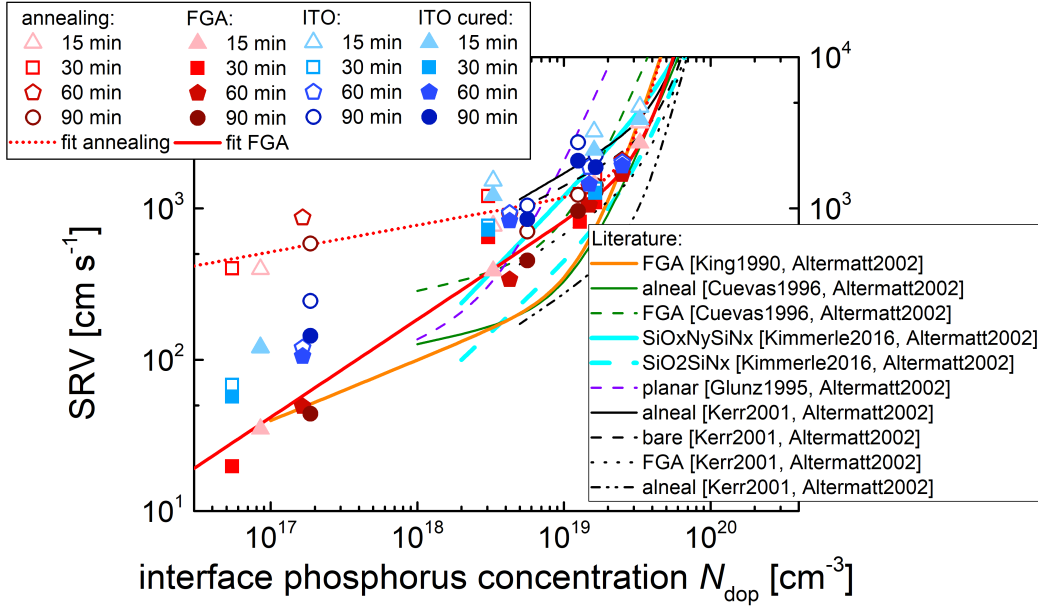 annealing: FGA: ITO: ITO cured:
15 min 15 min 15 min 15 min
30 min 30 min 30 min 30 min
60 min 60 min 60 min 60 min
90 min 90 min 90 min 90 min
fit annealing fit FGA
10^4
10^3
10^3
10^2
10^1
SRV [cm s^-1]
Literature:
FGA [King1990, Altermatt2002]
alneal [Cuevas1996, Altermatt2002]
FGA [Cuevas1996, Altermatt2002]
SiOxNySiNx [Kimmerle2016, Altermatt2002]
SiO2SiNx [Kimmerle2016, Altermatt2002]
planar [Glunz1995, Altermatt2002]
alneal [Kerr2001, Altermatt2002]
bare [Kerr2001, Altermatt2002]
FGA [Kerr2001, Altermatt2002]
alneal [Kerr2001, Altermatt2002]
10^17 10^18 10^19 10^20
interface phosphorus concentration N_dop [cm^-3]